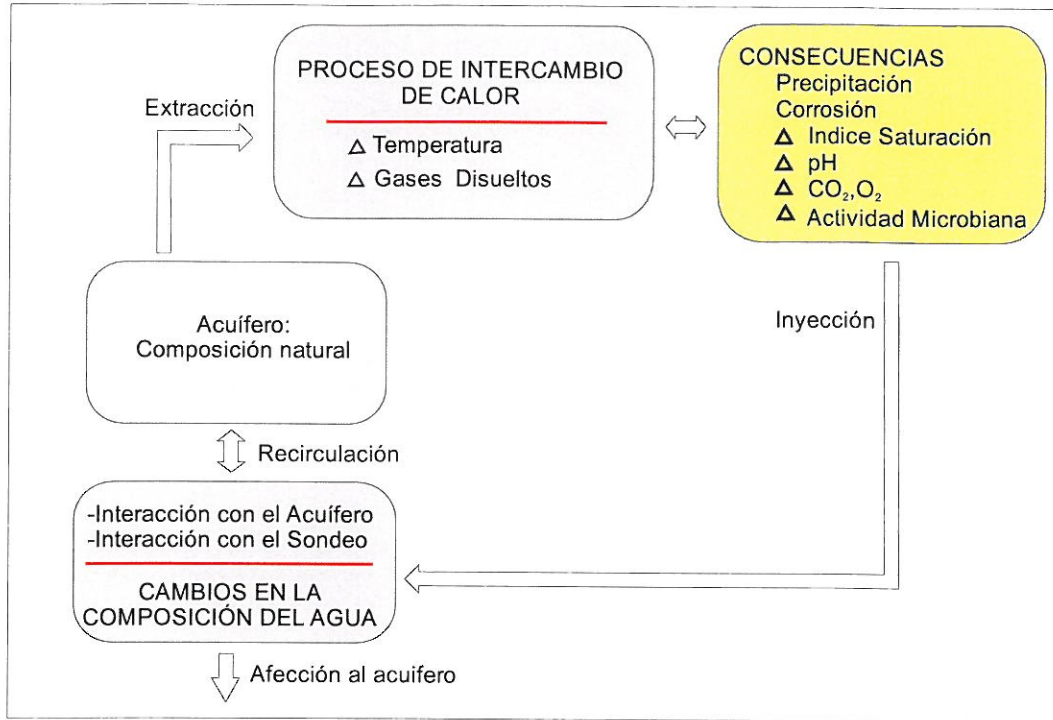 PROCESO DE INTERCAMBIO
DE CALOR
Δ Temperatura
Δ Gases Disueltos
CONSECUENCIAS
Precipitación
Corrosión
Δ Indice Saturación
Δ pH
Δ CO₂,O₂
Δ Actividad Microbiana
Extracción
Acuífero:
Composición natural
Inyección
Recirculación
-Interacción con el Acuífero
-Interacción con el Sondeo
CAMBIOS EN LA
COMPOSICIÓN DEL AGUA
Afección al acuifero